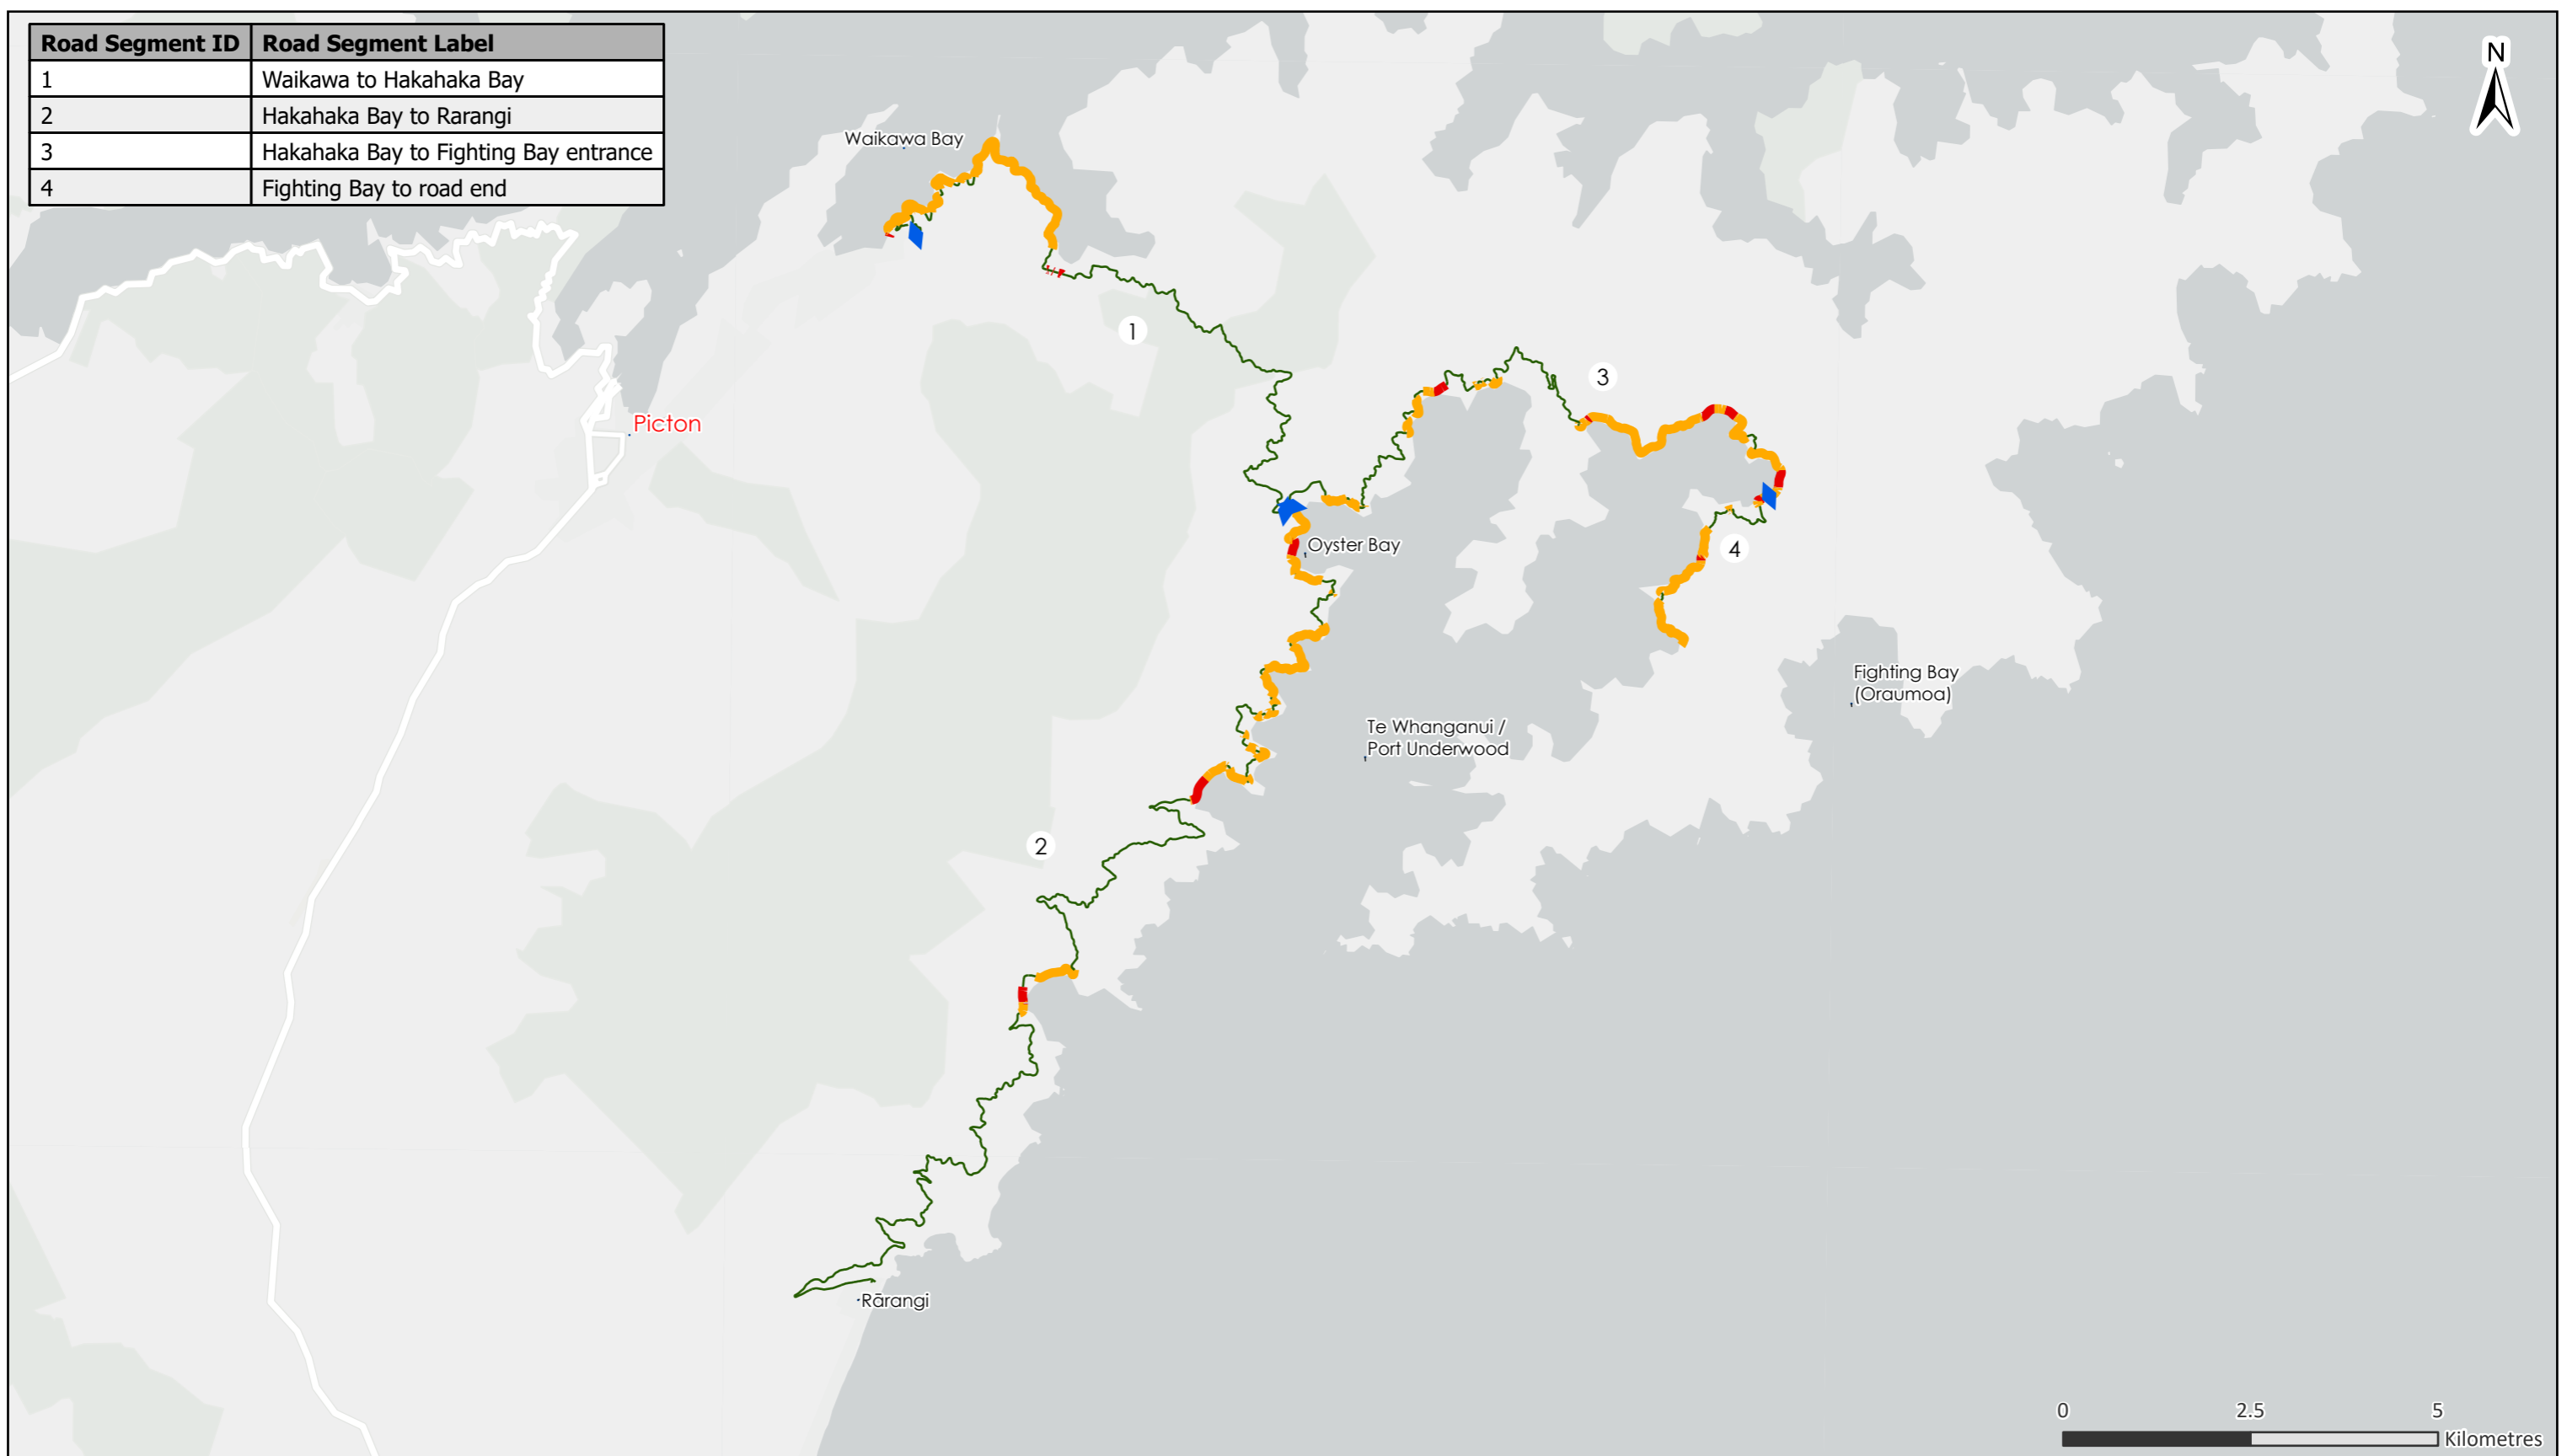 Road Segment ID Road Segment Label
1 Waikawa to Hakahaka Bay
2 Hakahaka Bay to Rarangi
3 Hakahaka Bay to Fighting Bay entrance
4 Fighting Bay to road end
N
Waikawa Bay
1
3
Picton
Oyster Bay
4
Fighting Bay
(Oraumoa)
Te Whanganui /
Port Underwood
2
Rārangi
0 2.5 5
Kilometres